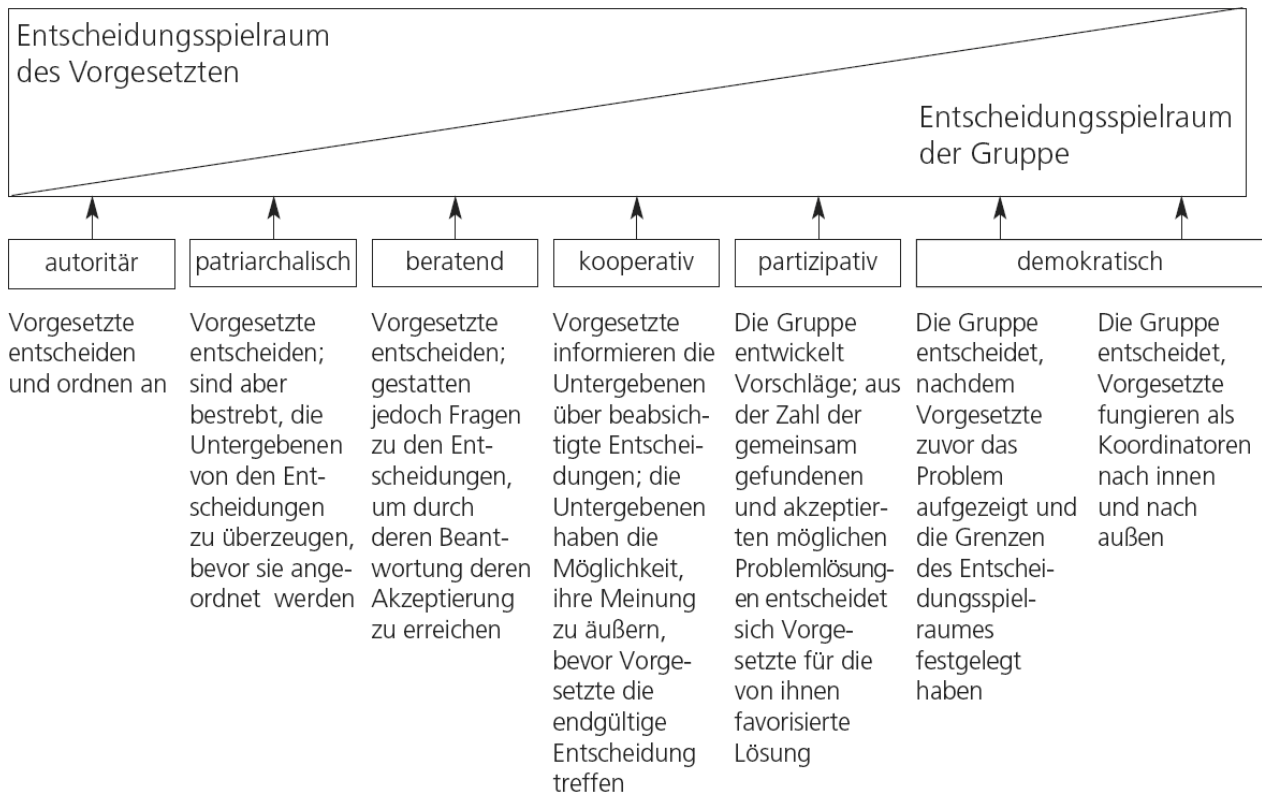 Entscheidungsspielraum
des Vorgesetzten
Entscheidungsspielraum
der Gruppe
autoritär
patriarchalisch
beratend
kooperativ
partizipativ
demokratisch
Vorgesetzte
entscheiden
und ordnen an
Vorgesetzte
entscheiden;
sind aber
bestrebt, die
Untergebenen
von den Ent-
scheidungen
zu überzeugen,
bevor sie ange-
ordnet werden
Vorgesetzte
entscheiden;
gestatten
jedoch Fragen
zu den Ent-
scheidungen,
um durch
deren Beant-
wortung deren
Akzeptierung
zu erreichen
Vorgesetzte
informieren die
Untergebenen
über beabsich-
tigte Entschei-
dungen; die
Untergebenen
haben die
Möglichkeit,
ihre Meinung
zu äußern,
bevor Vorge-
setzte die
endgültige
Entscheidung
treffen
Die Gruppe
entwickelt
Vorschläge; aus
der Zahl der
gemeinsam
gefundenen
und akzeptier-
ten möglichen
Problemlösung-
en entscheidet
sich Vorge-
setzte für die
von ihnen
favorisierte
Lösung
Die Gruppe
entscheidet,
nachdem
Vorgesetzte
zuvor das
Problem
aufgezeigt und
die Grenzen
des Entschei-
dungsspiel-
raumes
festgelegt
haben
Die Gruppe
entscheidet,
Vorgesetzte
fungieren als
Koordinatoren
nach innen
und nach
außen